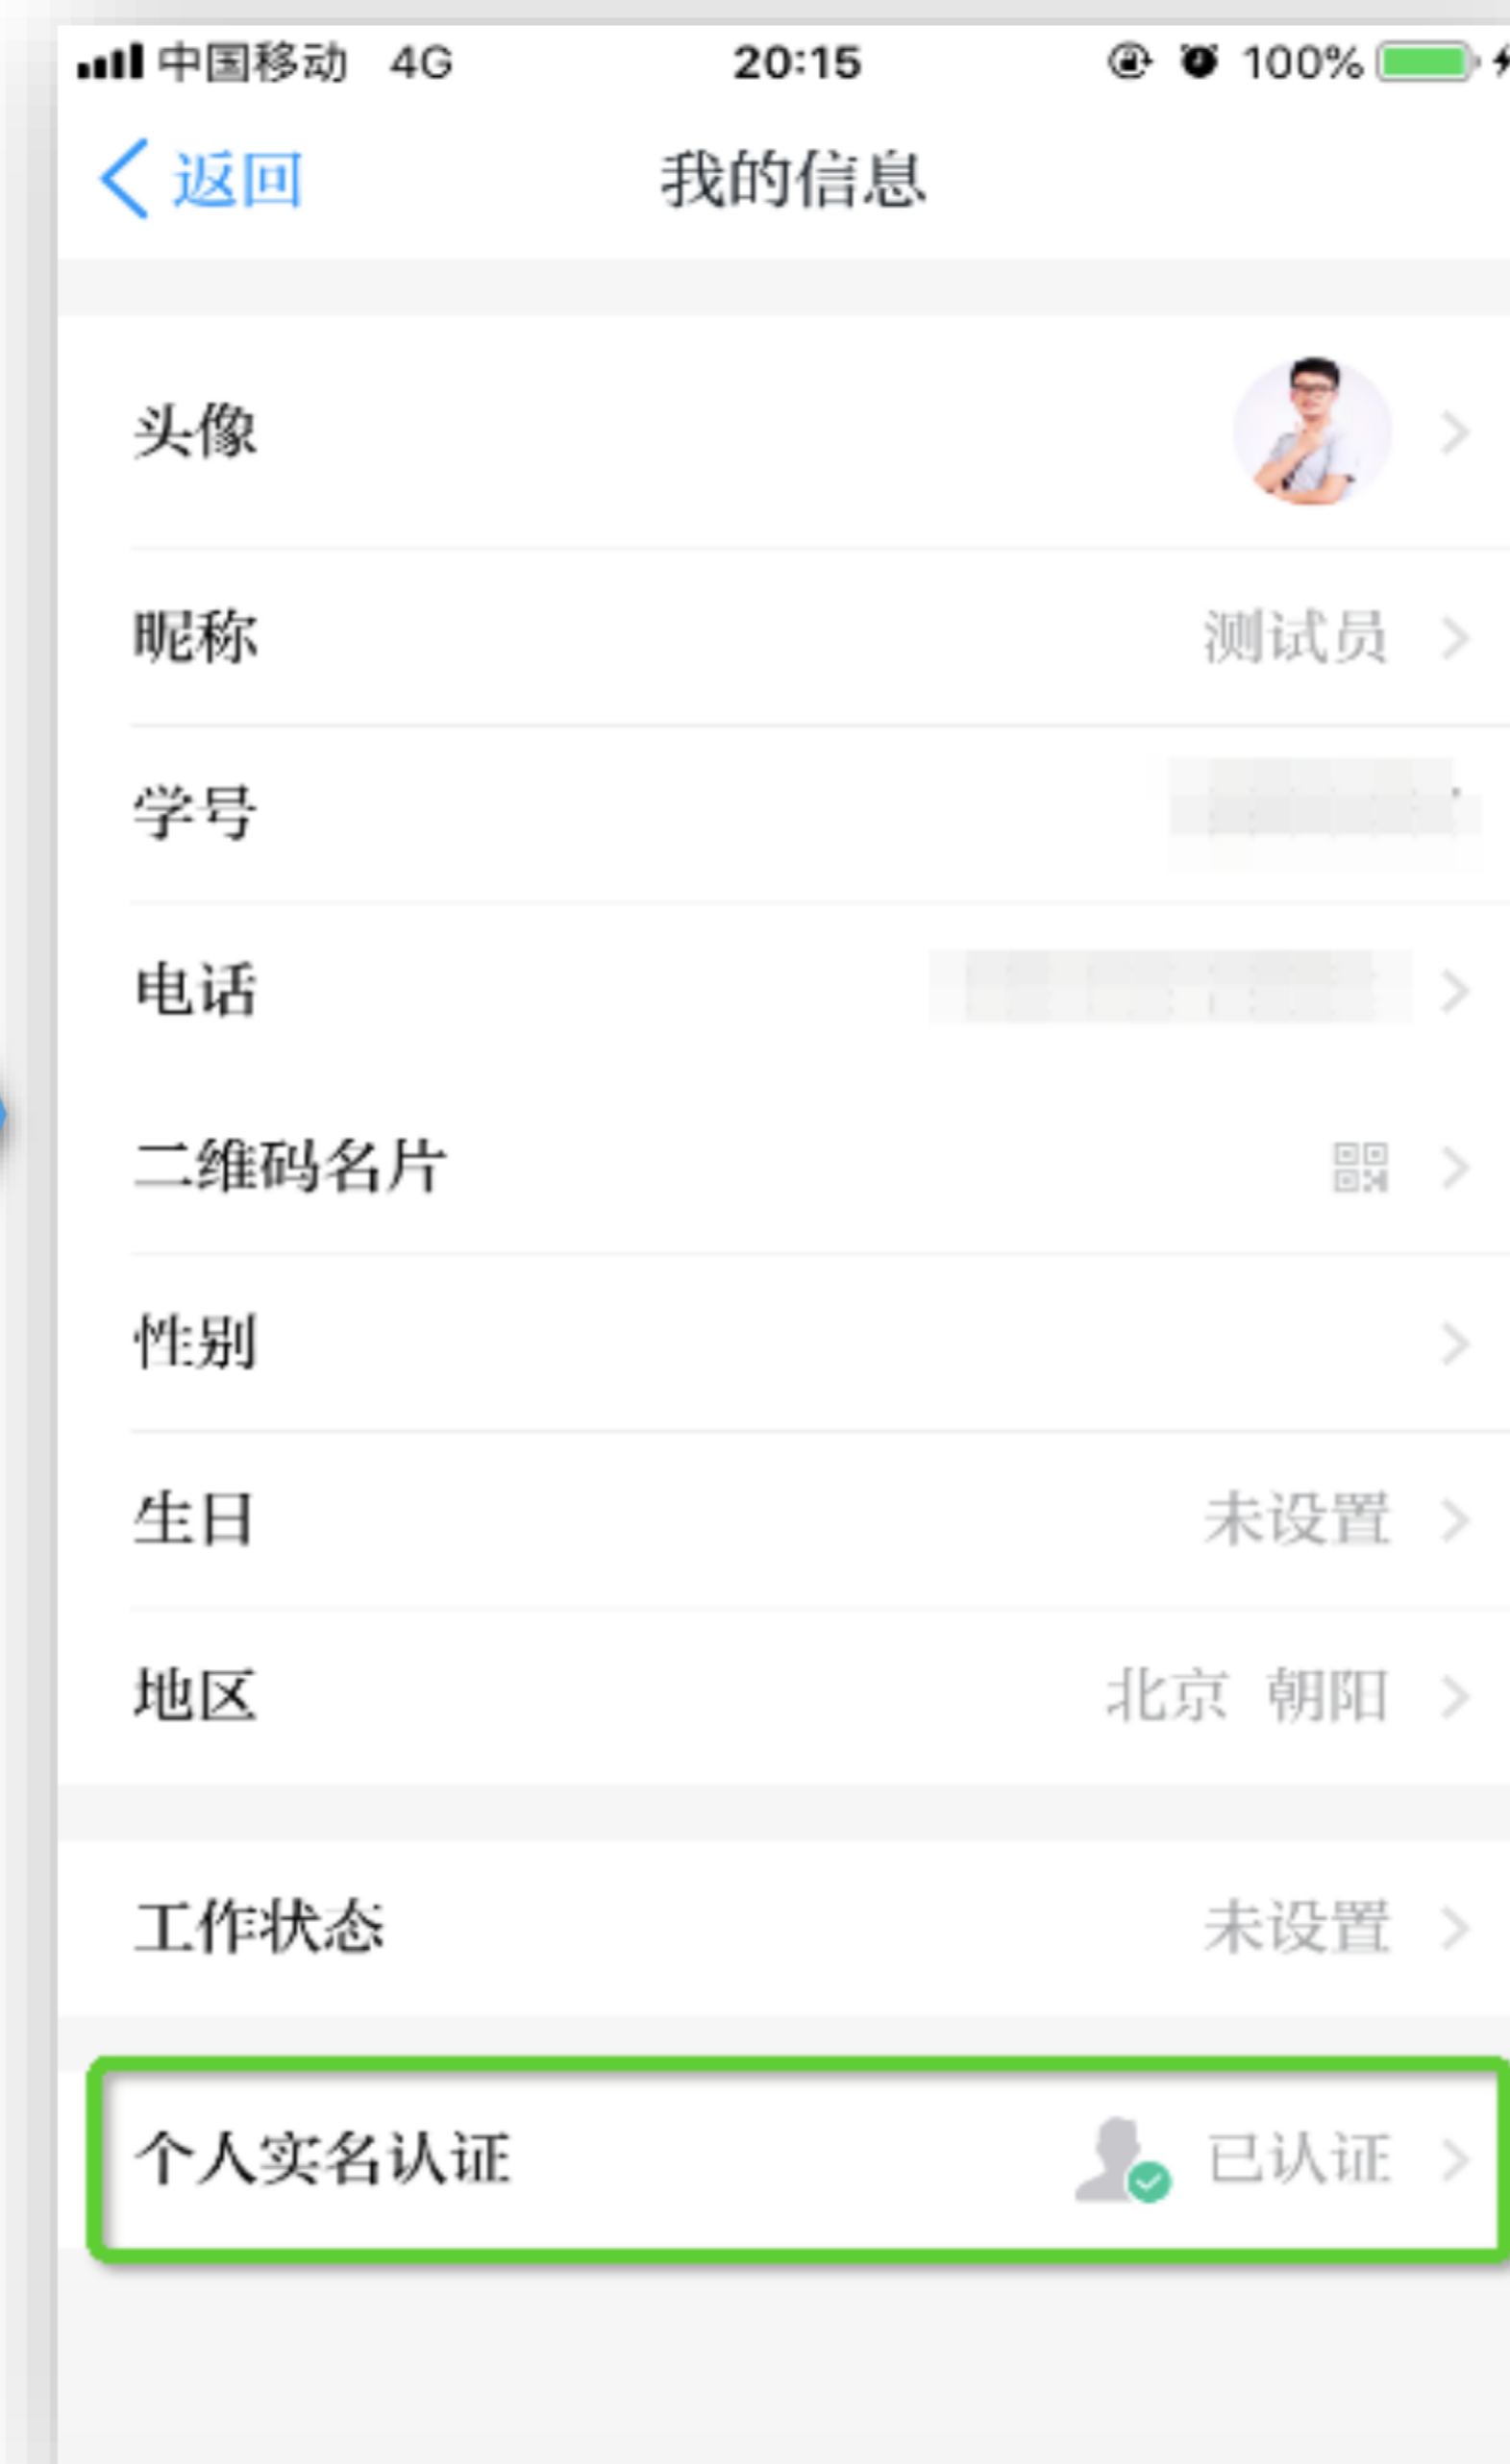 中国移动 4G 20:15 100%
返回 我的信息
头像
昵称 测试员
学号
电话
二维码名片
性别
生日 未设置
地区 北京 朝阳
工作状态 未设置
个人实名认证 已认证